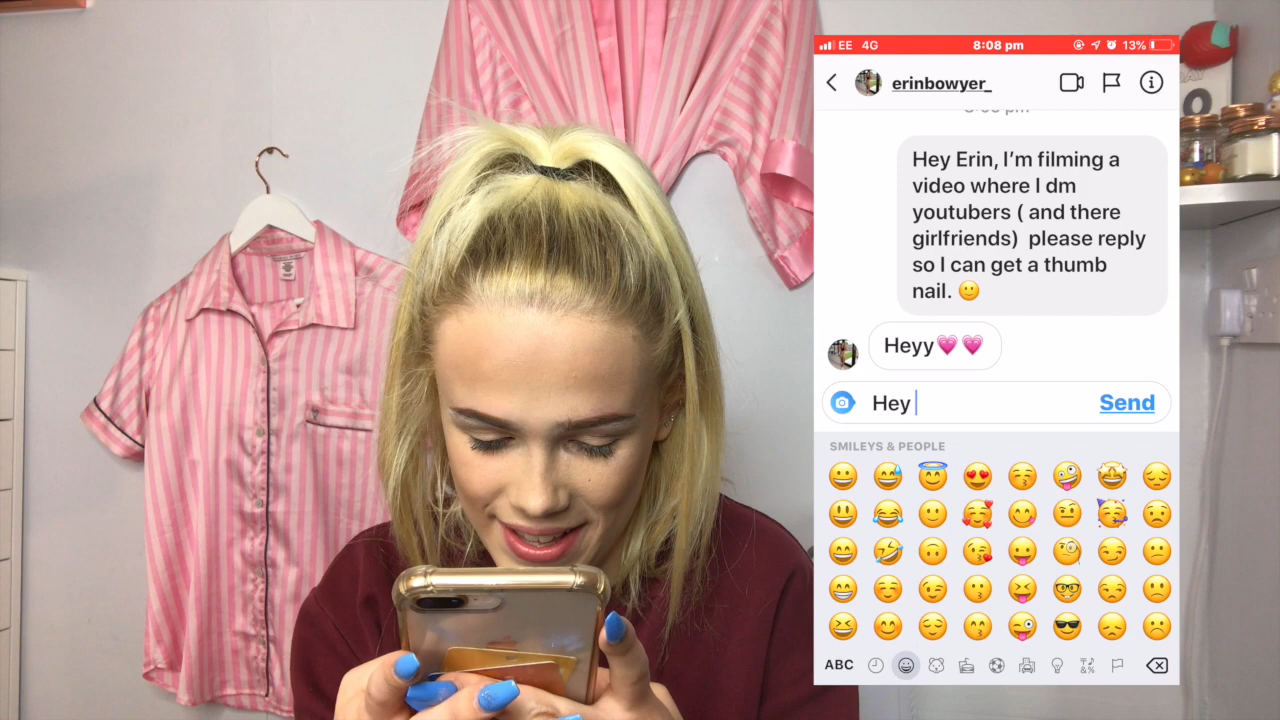 EE 4G 8:08 pm 13%
erinbowyer_
Hey Erin, I’m filming a
video where I dm
youtubers ( and there
girlfriends)  please reply
so I can get a thumb
nail. 🙂
Heyy💗💗
Hey
Send
SMILEYS & PEOPLE
ABC